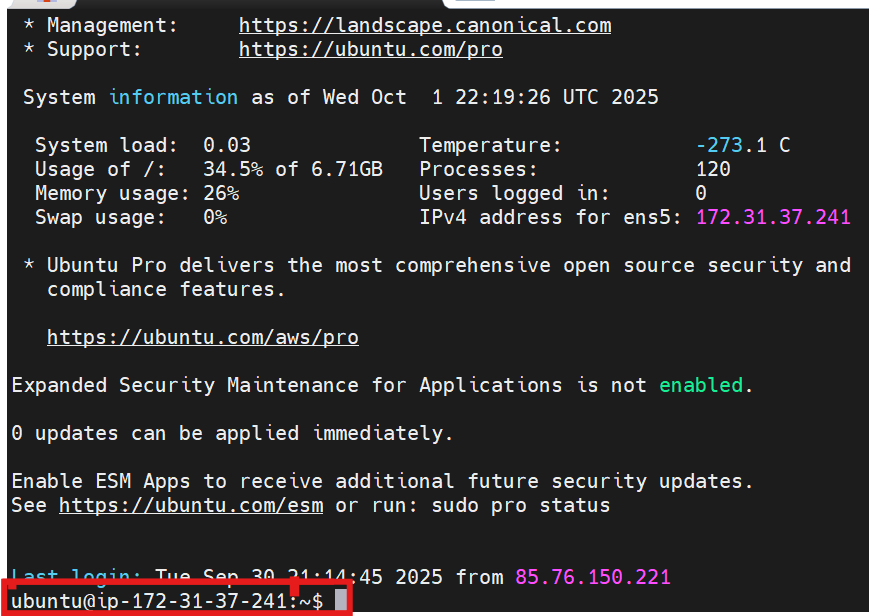 * Management: https://landscape.canonical.com
* Support: https://ubuntu.com/pro
System information as of Wed Oct 1 22:19:26 UTC 2025
System load: 0.03 Temperature: -273.1 C
Usage of /: 34.5% of 6.71GB Processes: 120
Memory usage: 26% Users logged in: 0
Swap usage: 0% IPv4 address for ens5: 172.31.37.241
* Ubuntu Pro delivers the most comprehensive open source security and
compliance features.
https://ubuntu.com/aws/pro
Expanded Security Maintenance for Applications is not enabled.
0 updates can be applied immediately.
Enable ESM Apps to receive additional future security updates.
See https://ubuntu.com/esm or run: sudo pro status
Last login: Tue Sep 30 21:14:45 2025 from 85.76.150.221
ubuntu@ip-172-31-37-241:~$